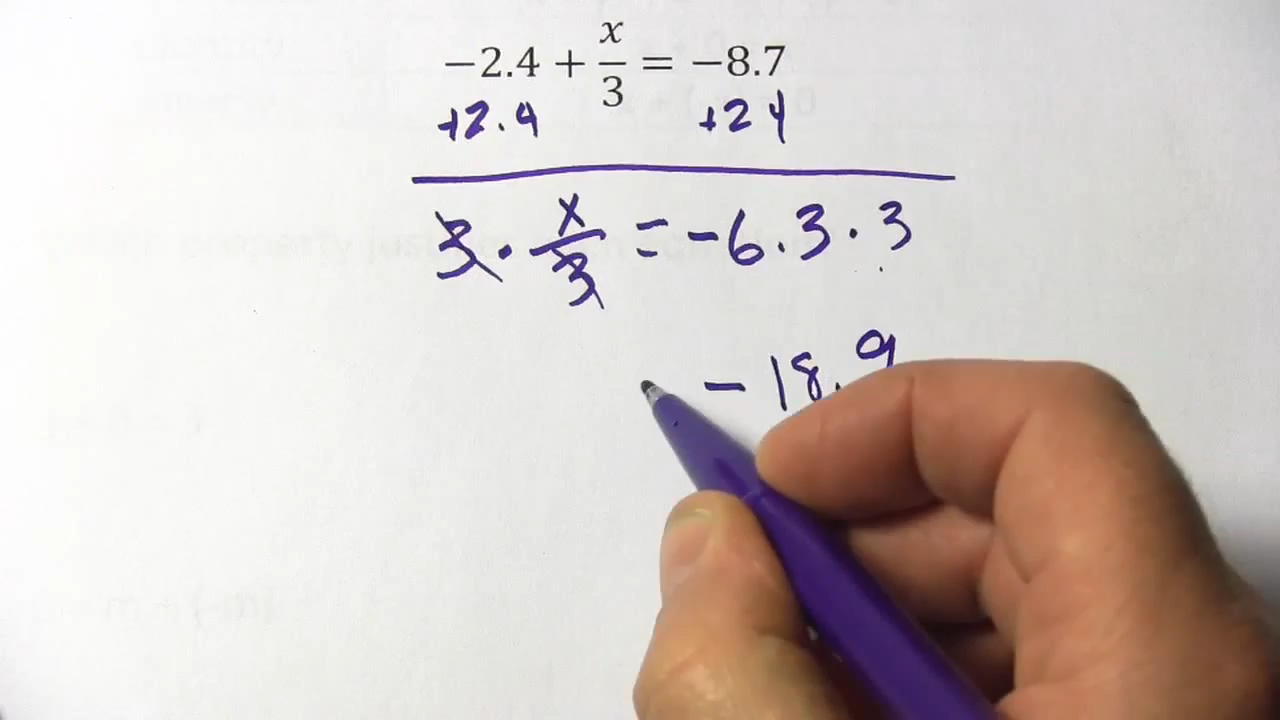 −2.4 + x/3 = −8.7
+2.4 +2 4
3 · x/3 = -6.3 · 3
- 18.9